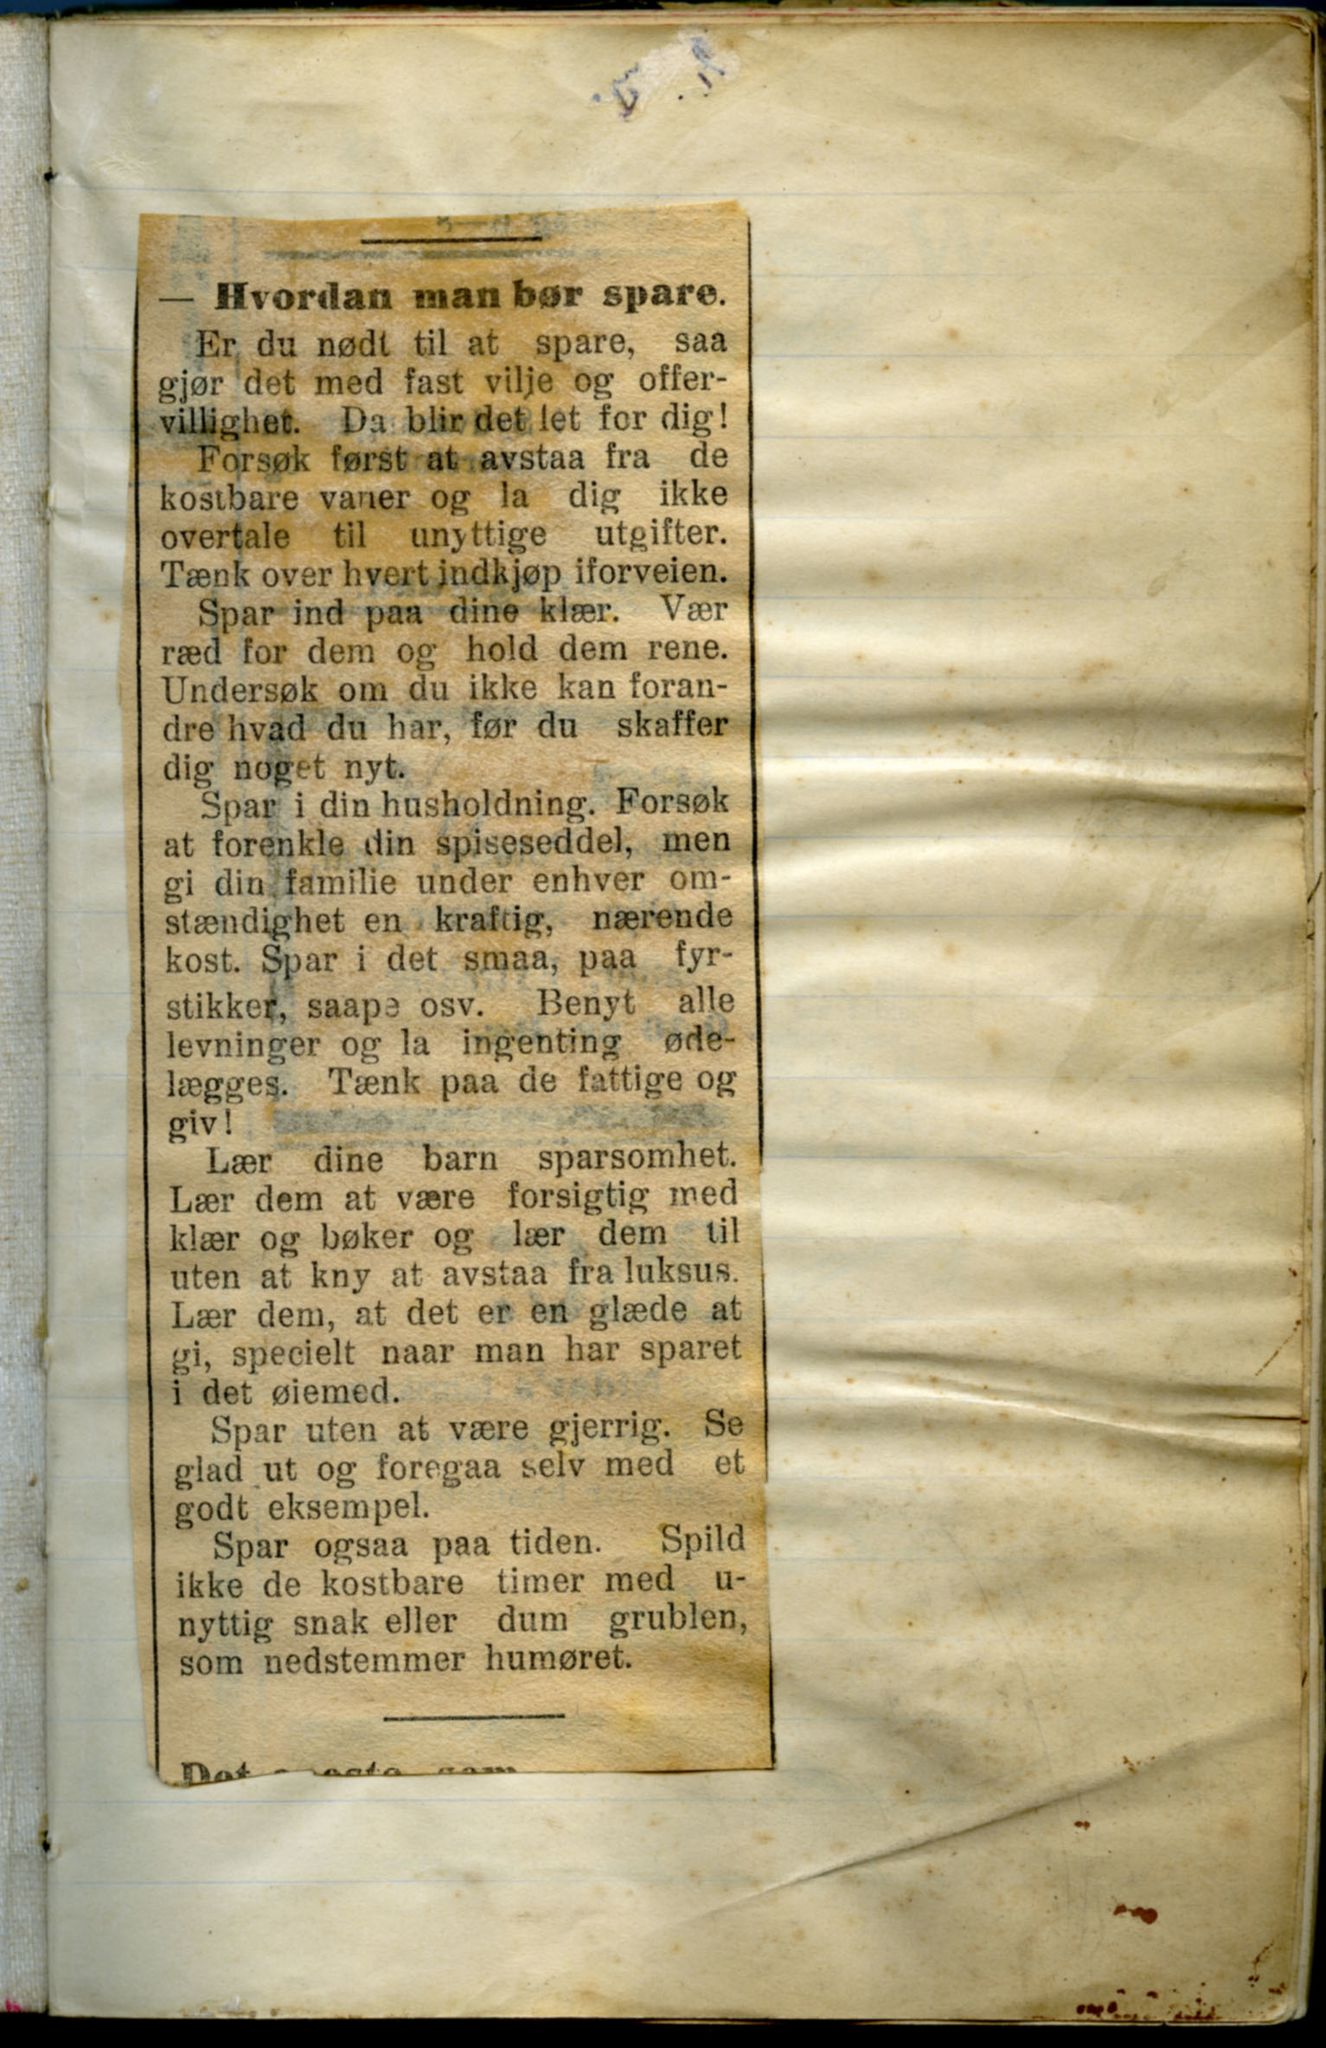 — Hvordan man bør spare.
Er du nødt til at spare, saa
gjør det med fast vilje og offer-
villighet. Da blir det let for dig!
Forsøk først at avstaa fra de
kostbare vaner og la dig ikke
overtale til unyttige utgifter.
Tænk over hvert indkjøp iforveien.
Spar ind paa dine klær. Vær
ræd for dem og hold dem rene.
Undersøk om du ikke kan foran-
dre hvad du har, før du skaffer
dig noget nyt.
Spar i din husholdning. Forsøk
at forenkle din spiseseddel, men
gi din familie under enhver om-
stændighet en kraftig, nærende
kost. Spar i det smaa, paa fyr-
stikker, saape osv. Benyt alle
levninger og la ingenting øde-
lægges. Tænk paa de fattige og
giv!
Lær dine barn sparsomhet.
Lær dem at være forsigtig med
klær og bøker og lær dem til
uten at kny at avstaa fra luksus.
Lær dem, at det er en glæde at
gi, specielt naar man har sparet
i det øiemed.
Spar uten at være gjerrig. Se
glad ut og foregaa selv med et
godt eksempel.
Spar ogsaa paa tiden. Spild
ikke de kostbare timer med u-
nyttig snak eller dum grublen,
som nedstemmer humøret.
Det som